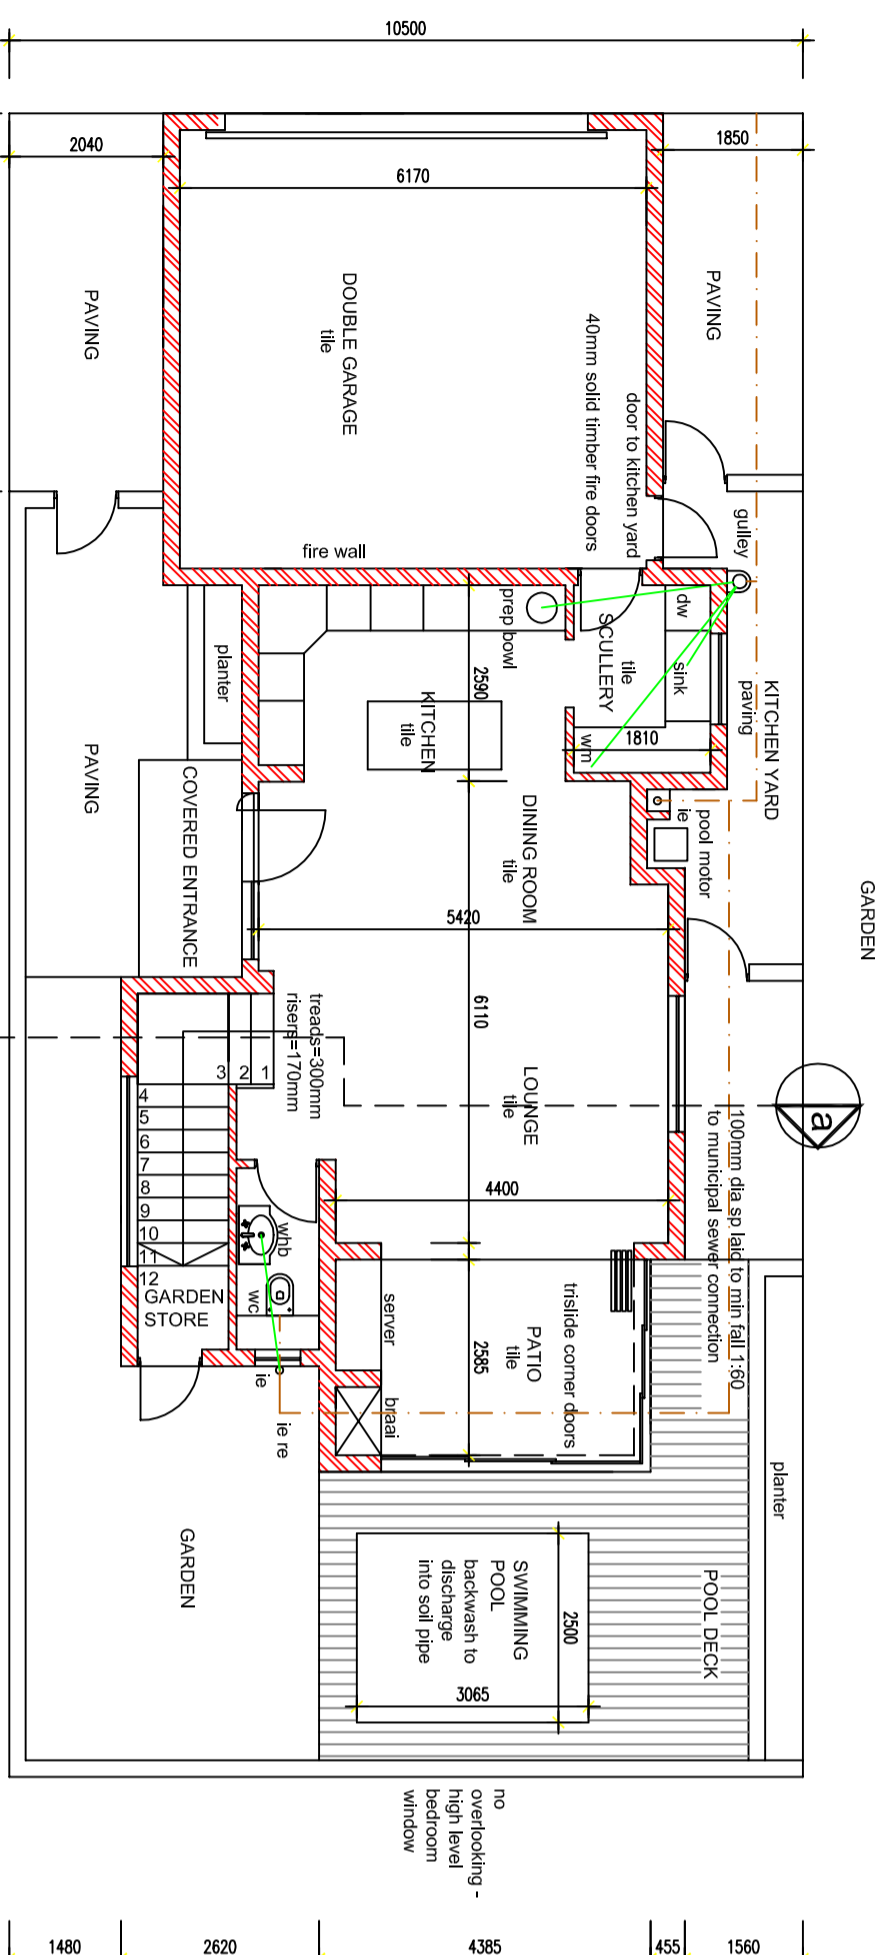 10500
2040
6170
1850
PAVING
DOUBLE GARAGE
tile
40mm solid timber fire doors
door to kitchen yard
PAVING
gulley
fire wall
prep bowl
SCULLERY
tile
dw
sink
wm
1810
KITCHEN YARD
paving
planter
PAVING
2590
KITCHEN
tile
COVERED ENTRANCE
DINING ROOM
tile
ie
pool motor
GARDEN
5420
6110
treads=300mm
risers=170mm
LOUNGE
tile
a
3
2
1
4
5
6
7
8
9
10
11
12
GARDEN
STORE
whb
wc
4400
100mm dia sp laid to min fall 1:60
to municipal sewer connection
server
braai
2585
PATIO
tile
trislide corner doors
ie
ie re
planter
GARDEN
SWIMMING
POOL
backwash to
discharge
into soil pipe
2500
3065
POOL DECK
no
overlooking -
high level
bedroom
window
1480
2620
4385
455
1560